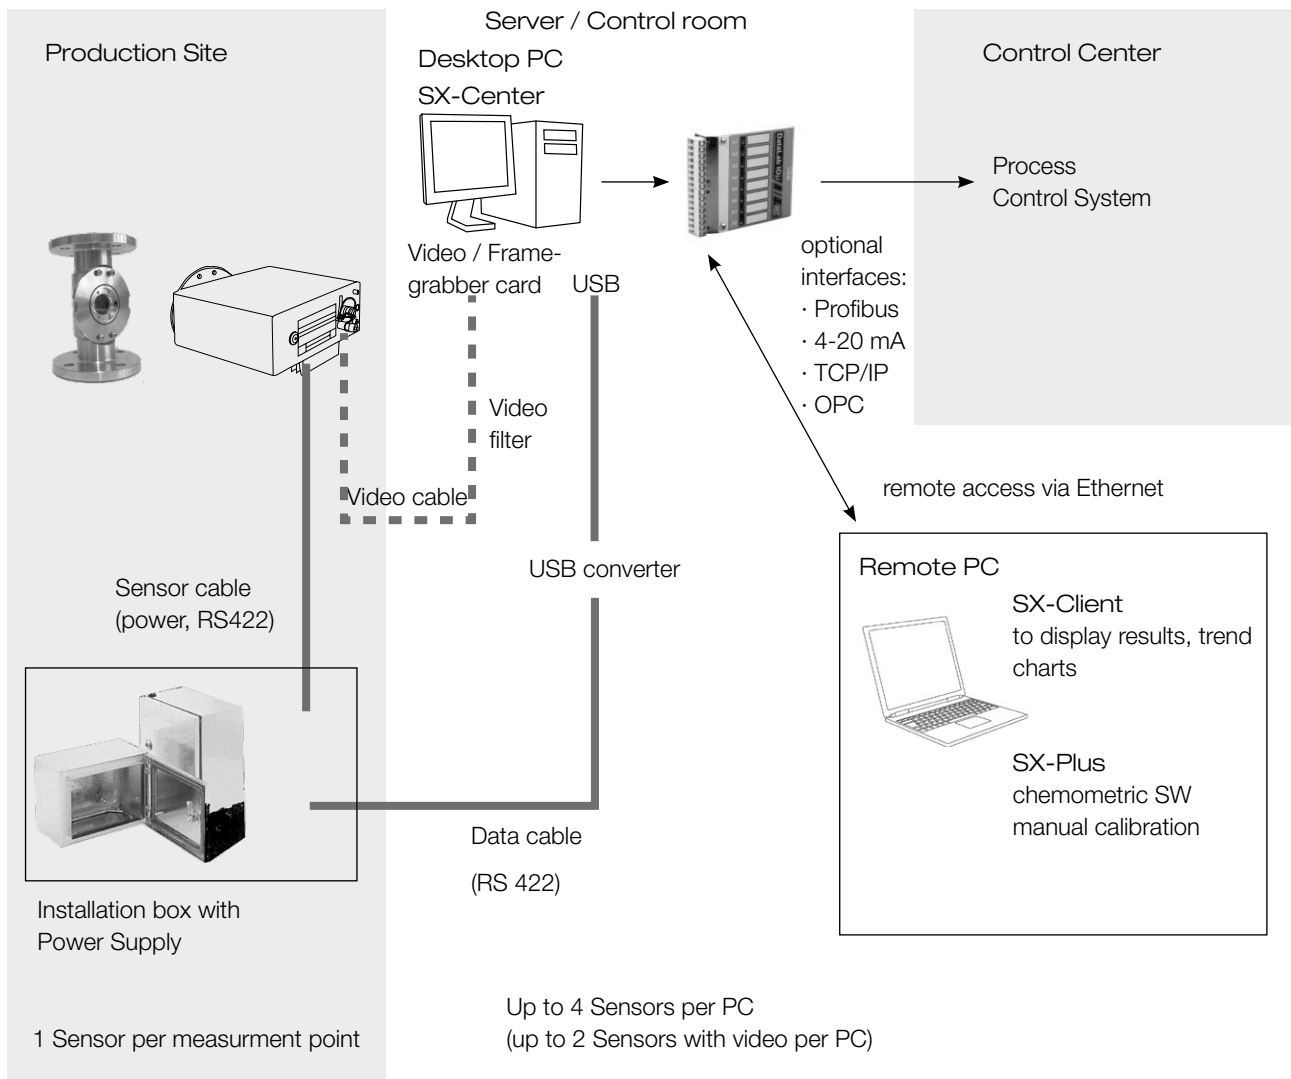 Server / Control room
Production Site
Desktop PC
SX-Center
Control Center
DataLab IO
USB
Process
Control System
Video / Frame-
grabber card
USB
optional
interfaces:
· Profibus
· 4-20 mA
· TCP/IP
· OPC
Video
filter
Video cable
remote access via Ethernet
USB converter
Sensor cable
(power, RS422)
Remote PC
SX-Client
to display results, trend
charts
SX-Plus
chemometric SW
manual calibration
Data cable
(RS 422)
Installation box with
Power Supply
1 Sensor per measurment point
Up to 4 Sensors per PC
(up to 2 Sensors with video per PC)